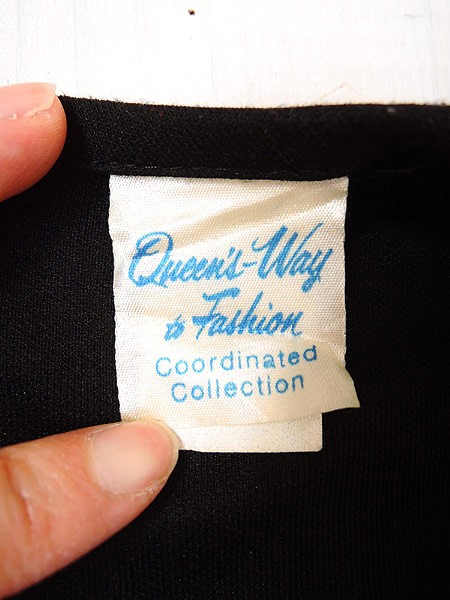 Queen's-Way
to Fashion
Coordinated
Collection